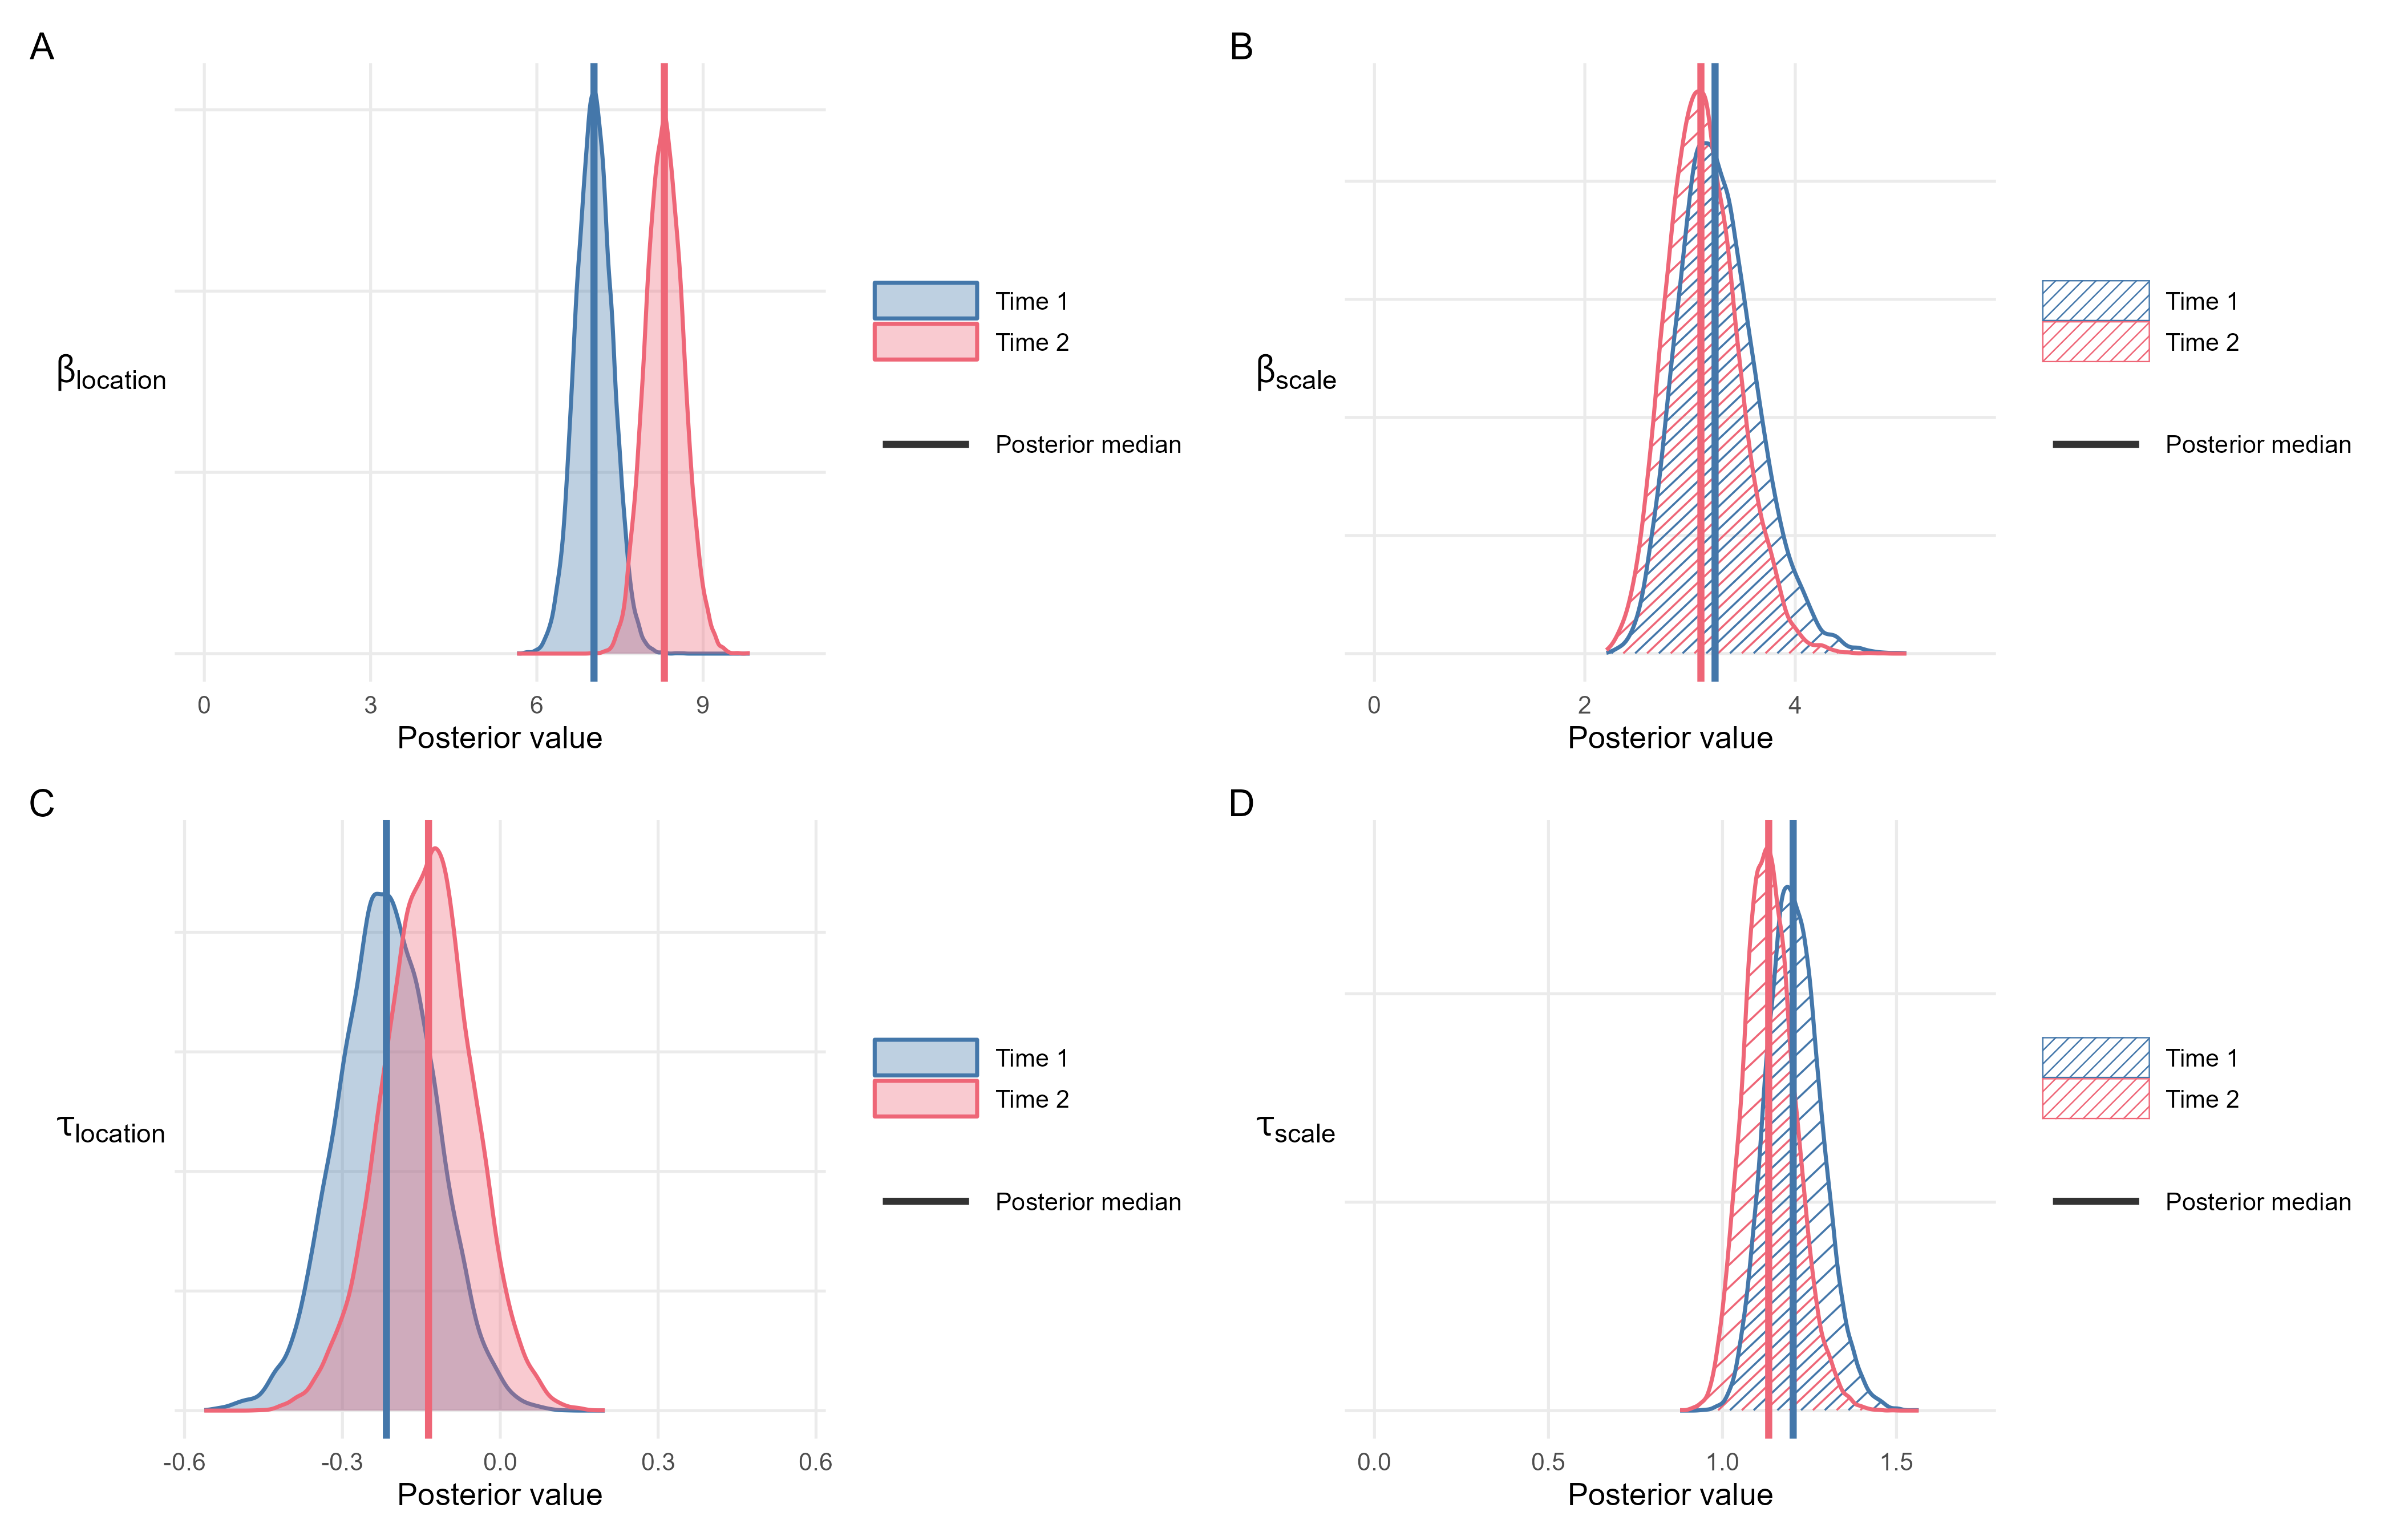 A
βlocation
0 3 6 9
Posterior value
Time 1
Time 2
Posterior median
B
βscale
0 2 4
Posterior value
Time 1
Time 2
Posterior median
C
τlocation
-0.6 -0.3 0.0 0.3 0.6
Posterior value
Time 1
Time 2
Posterior median
D
τscale
0.0 0.5 1.0 1.5
Posterior value
Time 1
Time 2
Posterior median